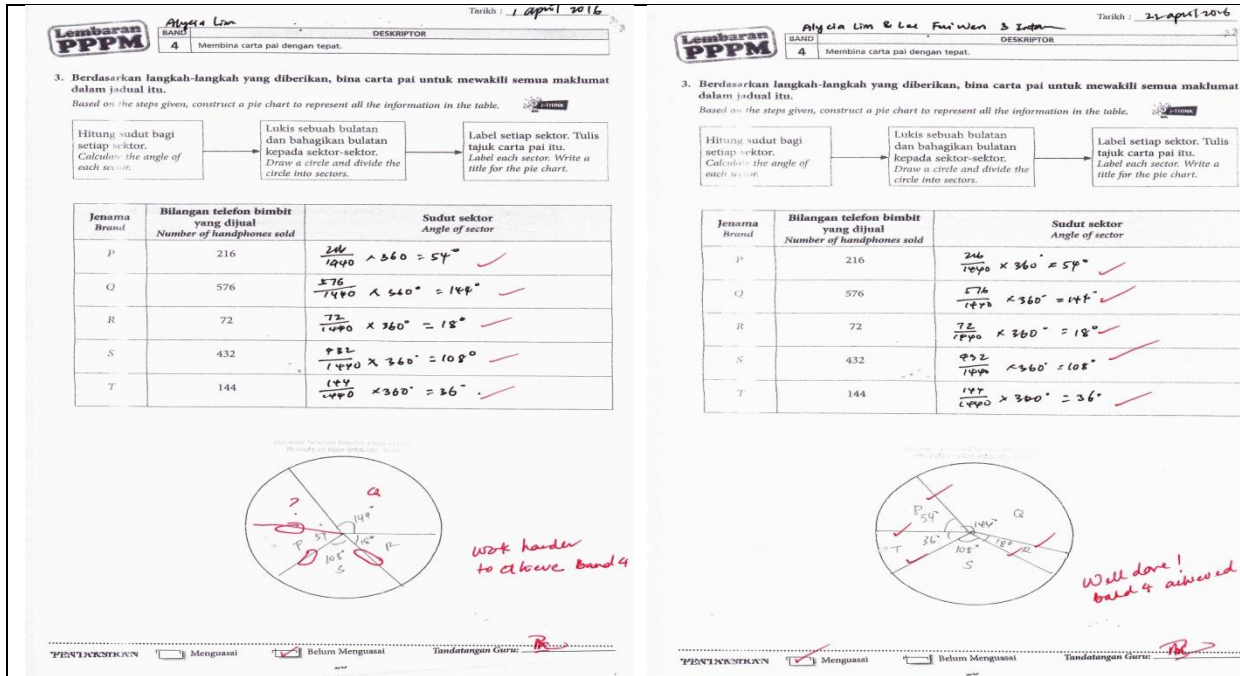 Tarikh : 1 april 2016
Alycia Lim
Lembaran
PPPM
BAND
DESKRIPTOR
4
Membina carta pai dengan tepat.
3. Berdasarkan langkah-langkah yang diberikan, bina carta pai untuk mewakili semua maklumat
dalam jadual itu.
Based on the steps given, construct a pie chart to represent all the information in the table.
Hitung sudut bagi
setiap sektor.
Calculate the angle of
each sector.
Lukis sebuah bulatan
dan bahagikan bulatan
kepada sektor-sektor.
Draw a circle and divide the
circle into sectors.
Label setiap sektor. Tulis
tajuk carta pai itu.
Label each sector. Write a
title for the pie chart.
Jenama
Brand
Bilangan telefon bimbit
yang dijual
Number of handphones sold
Sudut sektor
Angle of sector
P 216 216/1440 × 360 = 54°
Q 576 576/1440 × 360° = 144°
R 72 72/1440 × 360° = 18°
S 432 432/1440 × 360° = 108°
T 144 144/1440 × 360° = 36°
?
Q
144°
54°
P
18°
R
108°
S
Work harder
to achieve Band 4
PENTAKSIRAN
Menguasai
Belum Menguasai
Tandatangan Guru:
Tarikh : 22 april 2016
Alycia Lim & Lee Fui Wen 3 Intan
Lembaran
PPPM
BAND
DESKRIPTOR
4
Membina carta pai dengan tepat.
3. Berdasarkan langkah-langkah yang diberikan, bina carta pai untuk mewakili semua maklumat
dalam jadual itu.
Based on the steps given, construct a pie chart to represent all the information in the table.
Hitung sudut bagi
setiap sektor.
Calculate the angle of
each sector.
Lukis sebuah bulatan
dan bahagikan bulatan
kepada sektor-sektor.
Draw a circle and divide the
circle into sectors.
Label setiap sektor. Tulis
tajuk carta pai itu.
Label each sector. Write a
title for the pie chart.
Jenama
Brand
Bilangan telefon bimbit
yang dijual
Number of handphones sold
Sudut sektor
Angle of sector
P 216 216/1440 × 360° = 54°
Q 576 576/1440 × 360° = 144°
R 72 72/1440 × 360° = 18°
S 432 432/1440 × 360° = 108°
T 144 144/1440 × 360° = 36°
P
54°
Q
144°
36°
T
18°
R
108°
S
Well done!
band 4 achieved
PENTAKSIRAN
Menguasai
Belum Menguasai
Tandatangan Guru: